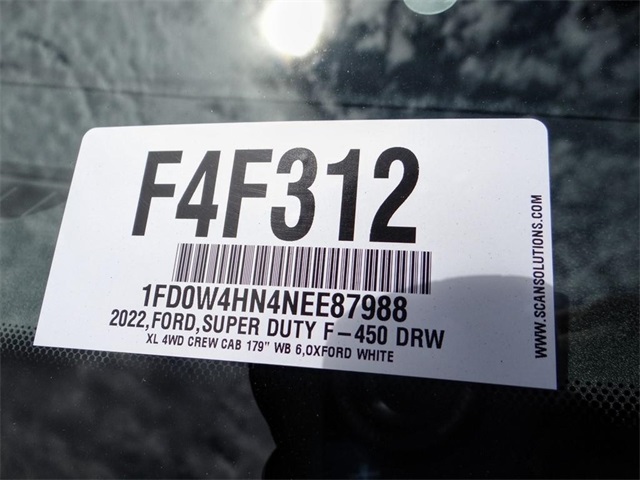 F4F312
1FD0W4HN4NEE87988
2022,FORD,SUPER DUTY F-450 DRW
XL 4WD CREW CAB 179" WB 6,OXFORD WHITE
WWW.SCANSOLUTIONS.COM